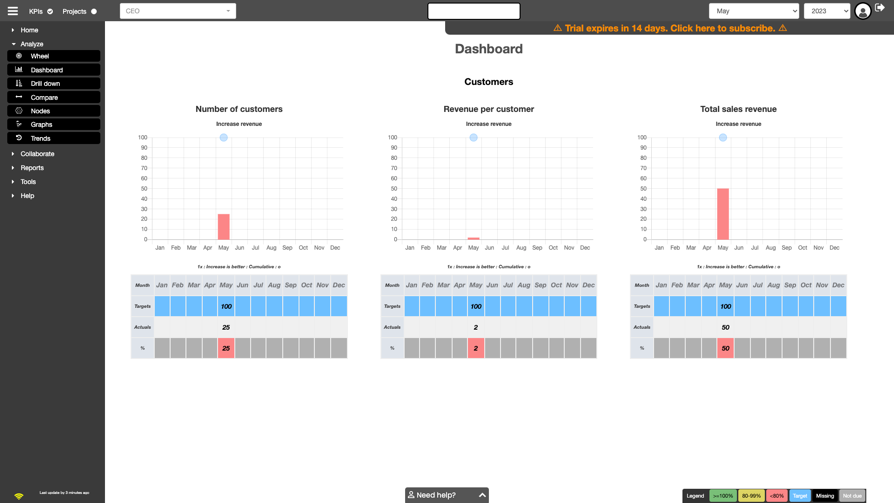 KPIs Projects CEO May 2023
⚠ Trial expires in 14 days. Click here to subscribe. ⚠
Home
Analyze
Wheel
Dashboard
Drill down
Compare
Nodes
Graphs
Trends
Collaborate
Reports
Tools
Help
Last update by 3 minutes ago
Dashboard
Customers
Number of customers
Increase revenue
100
90
80
70
60
50
40
30
20
10
0
Jan Feb Mar Apr May Jun Jul Aug Sep Oct Nov Dec
1x : Increase is better : Cumulative : o
Month Jan Feb Mar Apr May Jun Jul Aug Sep Oct Nov Dec
Targets 100
Actuals 25
% 25
Revenue per customer
Increase revenue
100
90
80
70
60
50
40
30
20
10
0
Jan Feb Mar Apr May Jun Jul Aug Sep Oct Nov Dec
1x : Increase is better : Cumulative : o
Month Jan Feb Mar Apr May Jun Jul Aug Sep Oct Nov Dec
Targets 100
Actuals 2
% 2
Total sales revenue
Increase revenue
100
90
80
70
60
50
40
30
20
10
0
Jan Feb Mar Apr May Jun Jul Aug Sep Oct Nov Dec
1x : Increase is better : Cumulative : o
Month Jan Feb Mar Apr May Jun Jul Aug Sep Oct Nov Dec
Targets 100
Actuals 50
% 50
Need help?
Legend >=100% 80-99% <80% Target Missing Not due